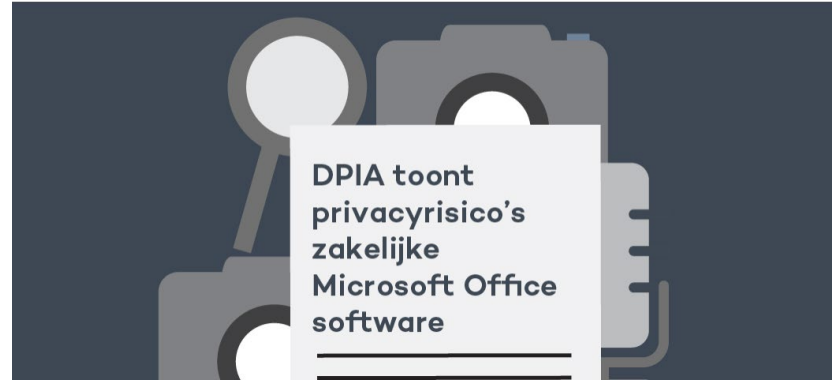 DPIA toont
privacyrisico’s
zakelijke
Microsoft Office
software